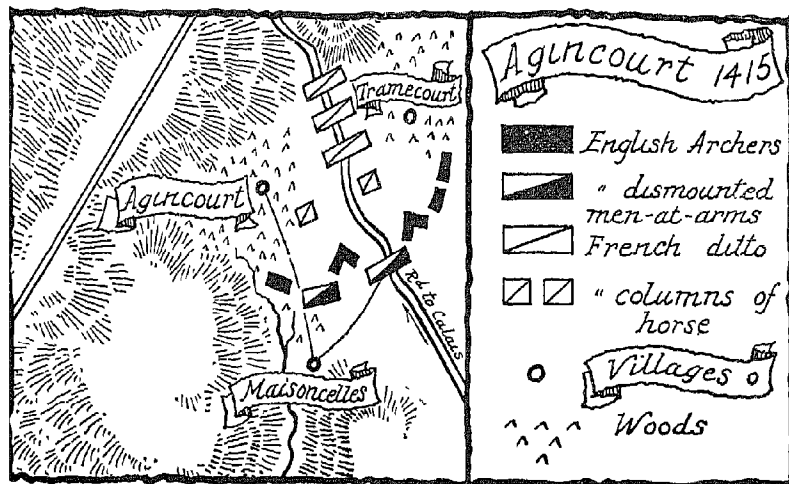 Tramecourt
Agincourt
Rd to Calais
Maisoncelles
Agincourt 1415
English Archers
" dismounted
men-at-arms
French ditto
" columns of
horse
Villages
Woods